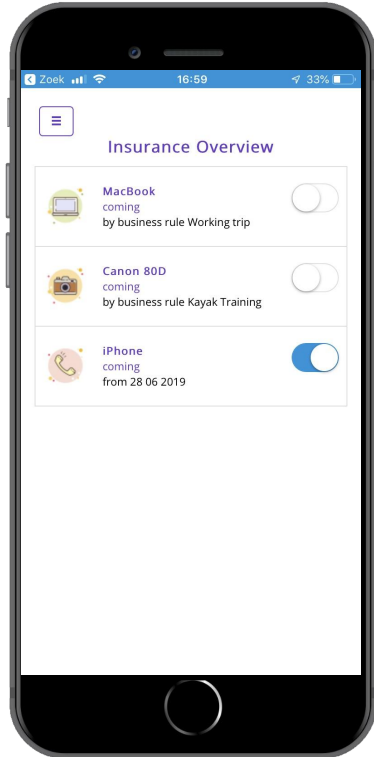 Zoek 16:59 33%
Insurance Overview
MacBook
coming
by business rule Working trip
Canon 80D
coming
by business rule Kayak Training
iPhone
coming
from 28 06 2019